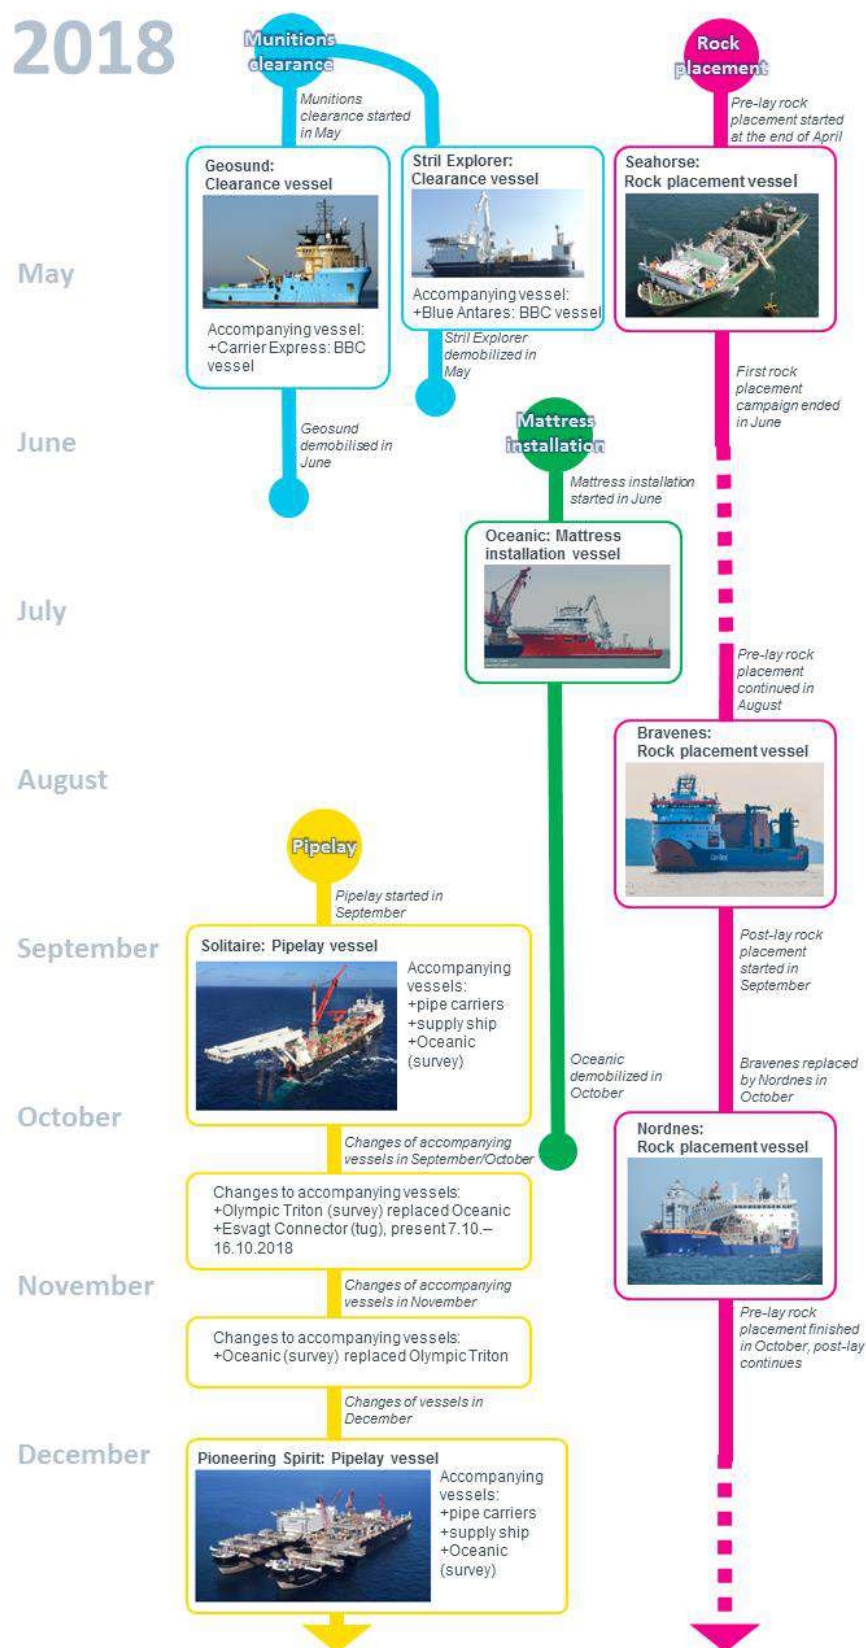 2018
Munitions
clearance
Rock
placement
Munitions
clearance started
in May
Pre-lay rock
placement started
at the end of April
Geosund:
Clearance vessel
Stril Explorer:
Clearance vessel
Seahorse:
Rock placement vessel
May
Accompanying vessel:
+Carrier Express: BBC
vessel
Accompanying vessel:
+Blue Antares: BBC vessel
Stril Explorer
demobilized in
May
First rock
placement
campaign ended
in June
June
Geosund
demobilised in
June
Mattress
installation
Mattress installation
started in June
Oceanic: Mattress
installation vessel
July
Pre-lay rock
placement
continued in
August
Bravenes:
Rock placement vessel
August
Pipelay
Pipelay started in
September
September
Solitaire: Pipelay vessel
Accompanying
vessels:
+pipe carriers
+supply ship
+Oceanic
(survey)
Post-lay rock
placement
started in
September
Oceanic
demobilized in
October
Bravenes replaced
by Nordnes in
October
October
Changes of accompanying
vessels in September/October
Nordnes:
Rock placement vessel
Changes to accompanying vessels:
+Olympic Triton (survey) replaced Oceanic
+Esvagt Connector (tug), present 7.10.–
16.10.2018
November
Changes of accompanying
vessels in November
Pre-lay rock
placement finished
in October, post-lay
continues
Changes to accompanying vessels:
+Oceanic (survey) replaced Olympic Triton
Changes of vessels in
December
December
Pioneering Spirit: Pipelay vessel
Accompanying
vessels:
+pipe carriers
+supply ship
+Oceanic
(survey)